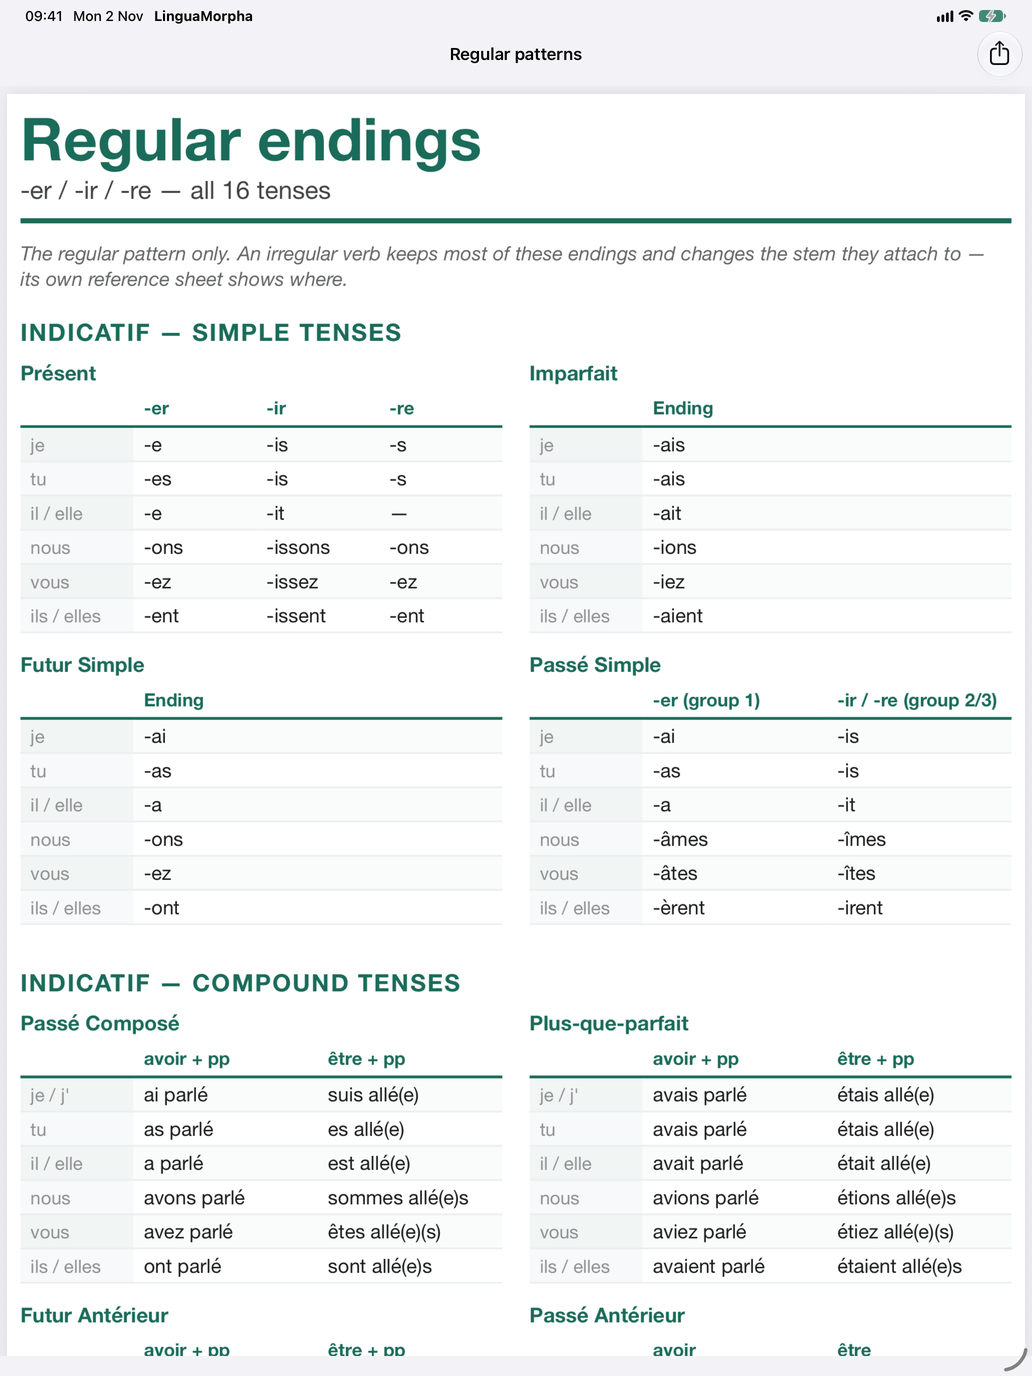 09:41 Mon 2 Nov LinguaMorpha
Regular patterns
Regular endings
-er / -ir / -re — all 16 tenses
The regular pattern only. An irregular verb keeps most of these endings and changes the stem they attach to —
its own reference sheet shows where.
INDICATIF — SIMPLE TENSES
Présent
-er -ir -re
je -e -is -s
tu -es -is -s
il / elle -e -it —
nous -ons -issons -ons
vous -ez -issez -ez
ils / elles -ent -issent -ent
Imparfait
Ending
je -ais
tu -ais
il / elle -ait
nous -ions
vous -iez
ils / elles -aient
Futur Simple
Ending
je -ai
tu -as
il / elle -a
nous -ons
vous -ez
ils / elles -ont
Passé Simple
-er (group 1) -ir / -re (group 2/3)
je -ai -is
tu -as -is
il / elle -a -it
nous -âmes -îmes
vous -âtes -îtes
ils / elles -èrent -irent
INDICATIF — COMPOUND TENSES
Passé Composé
avoir + pp être + pp
je / j' ai parlé suis allé(e)
tu as parlé es allé(e)
il / elle a parlé est allé(e)
nous avons parlé sommes allé(e)s
vous avez parlé êtes allé(e)(s)
ils / elles ont parlé sont allé(e)s
Plus-que-parfait
avoir + pp être + pp
je / j' avais parlé étais allé(e)
tu avais parlé étais allé(e)
il / elle avait parlé était allé(e)
nous avions parlé étions allé(e)s
vous aviez parlé étiez allé(e)(s)
ils / elles avaient parlé étaient allé(e)s
Futur Antérieur
avoir + pp être + pp
Passé Antérieur
avoir être